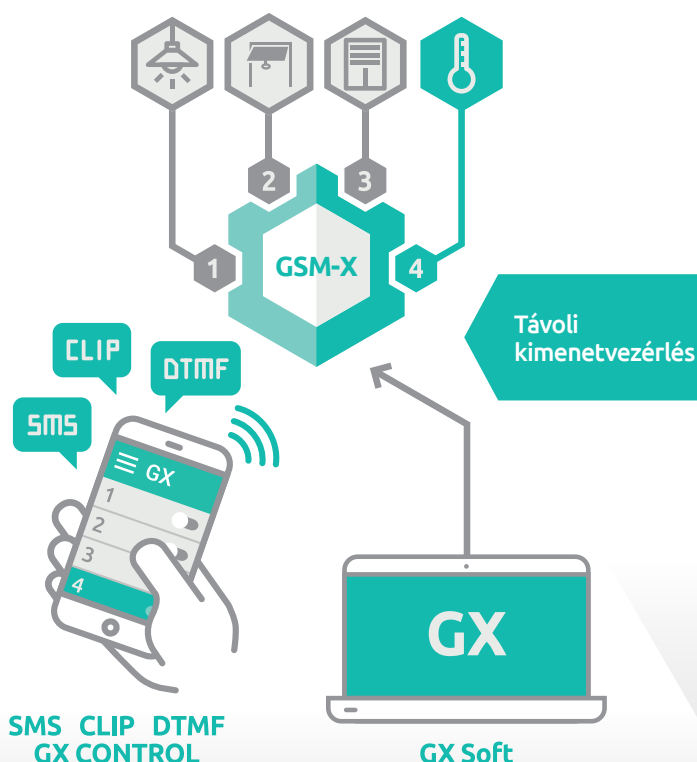 2
3
1
GSM-X
4
Távoli
kimenetvezérlés
CLIP
DTMF
SMS
GX
1
2
3
4
GX
SMS CLIP DTMF
GX CONTROL
GX Soft